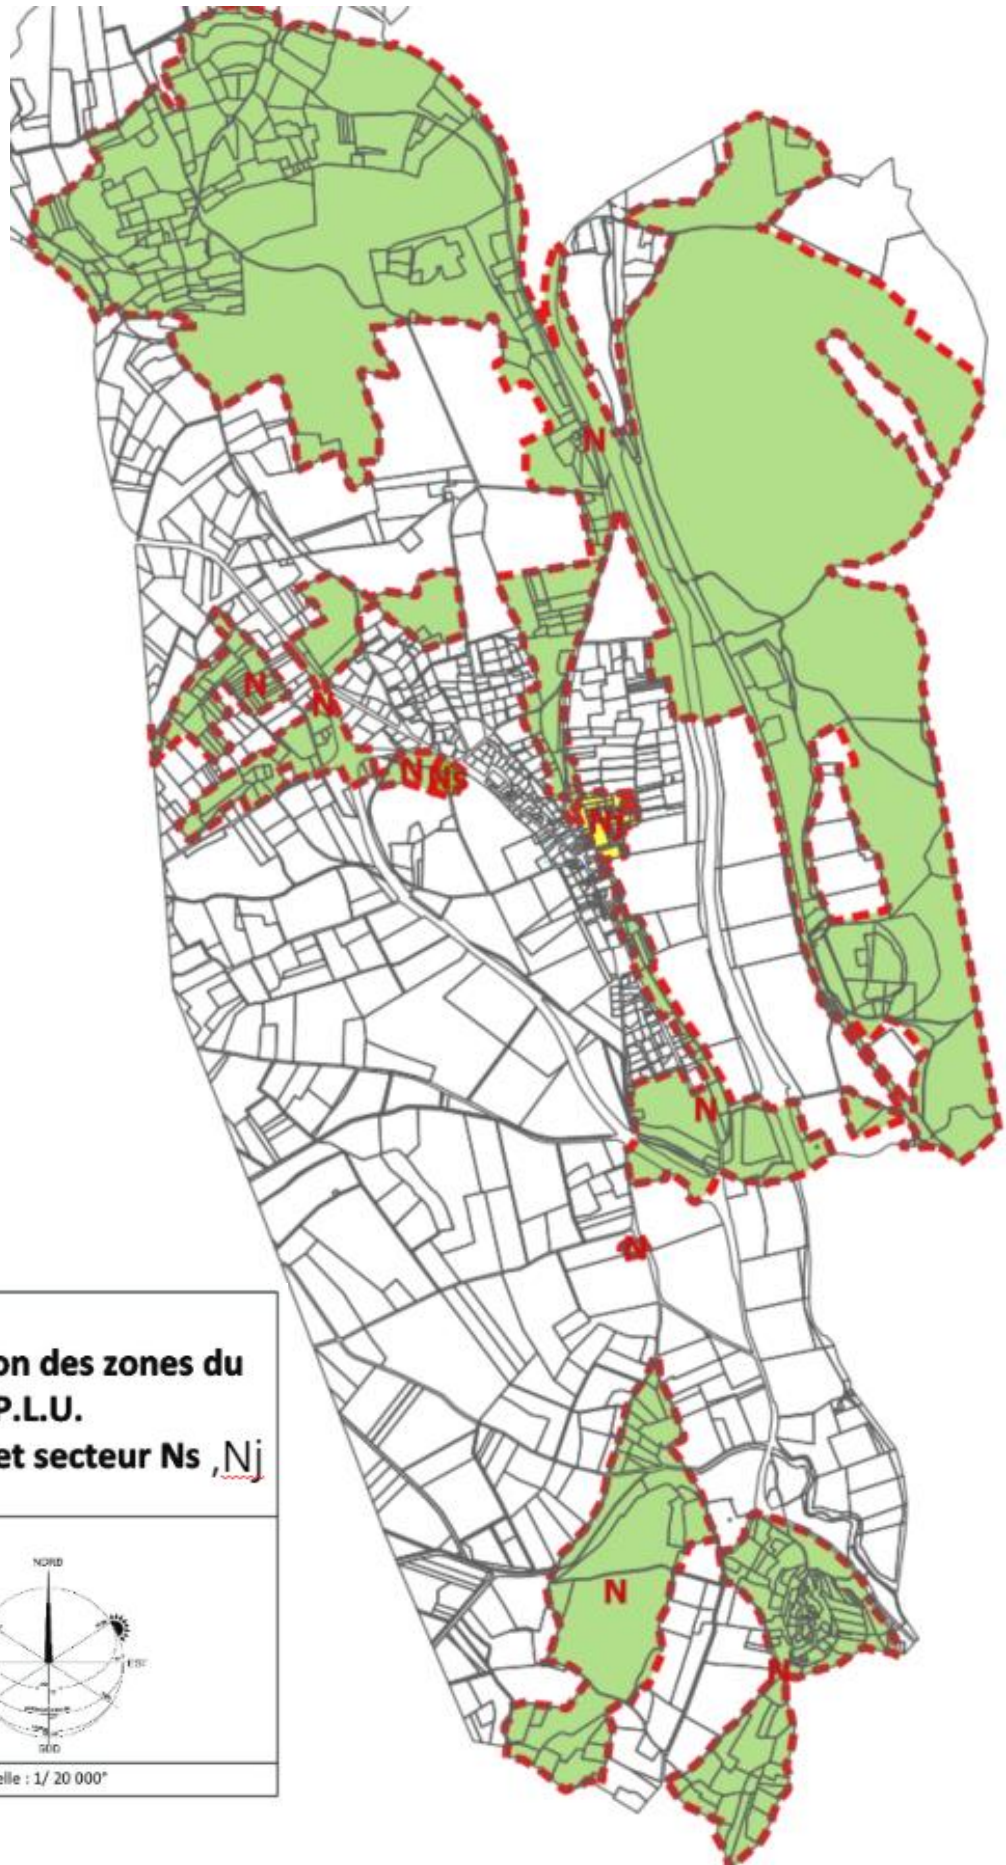 N
N
N
N Ns
Nj
N
N
on des zones du
P.L.U.
et secteur Ns ,Nj
N
N
NORD
EST
SUD
elle : 1/ 20 000°